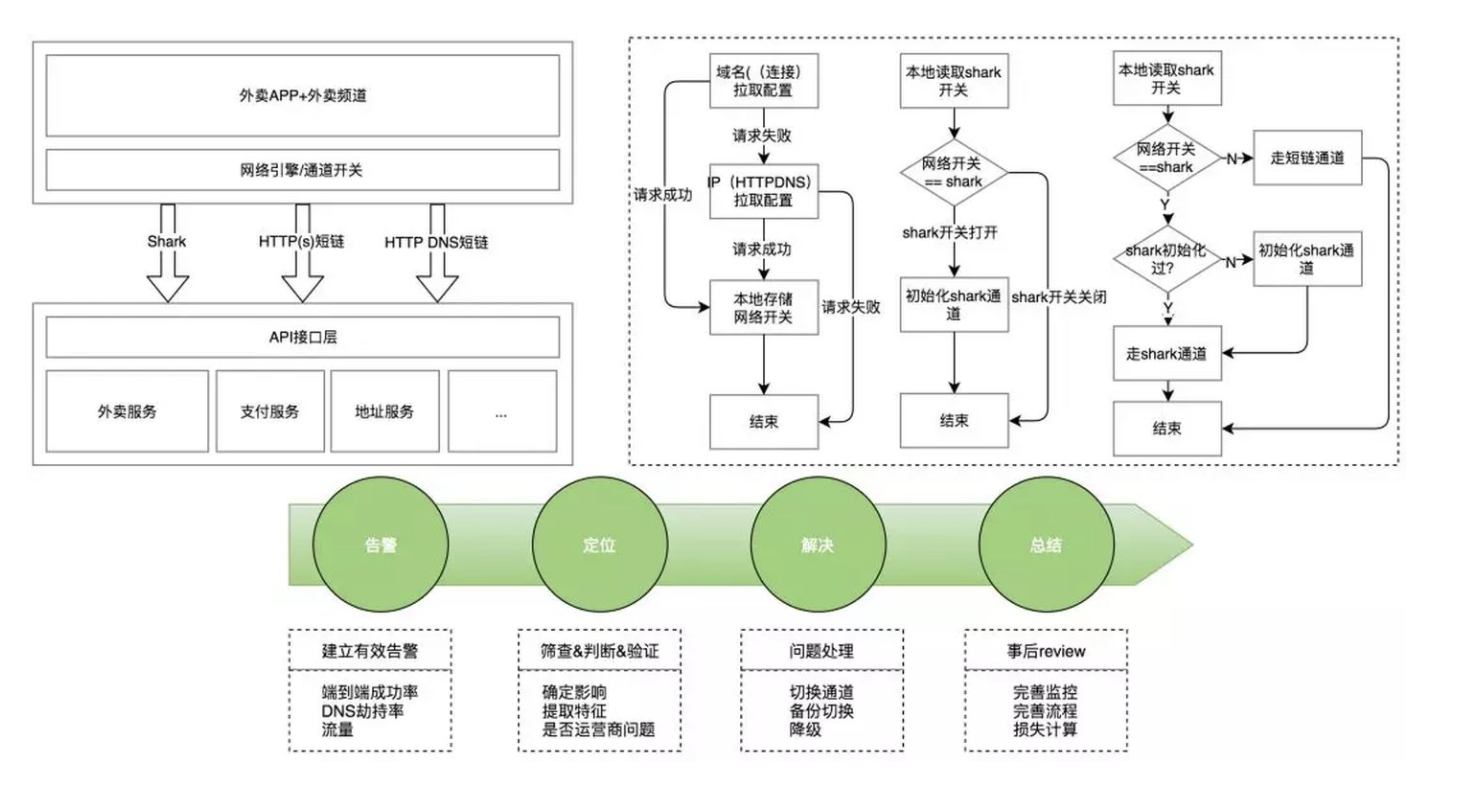 外卖APP+外卖频道
网络引擎/通道开关
Shark
HTTP(s)短链
HTTP DNS短链
API接口层
外卖服务
支付服务
地址服务
...
域名(（连接）
拉取配置
请求失败
请求成功
IP（HTTPDNS）
拉取配置
请求成功
请求失败
本地存储
网络开关
结束
本地读取shark
开关
网络开关
== shark
shark开关打开
shark开关关闭
初始化shark通
道
结束
本地读取shark
开关
网络开关
==shark
N
走短链通道
Y
shark初始化
过?
N
初始化shark通
道
Y
走shark通道
结束
告警
定位
解决
总结
建立有效告警
端到端成功率
DNS劫持率
流量
筛查&判断&验证
确定影响
提取特征
是否运营商问题
问题处理
切换通道
备份切换
降级
事后review
完善监控
完善流程
损失计算